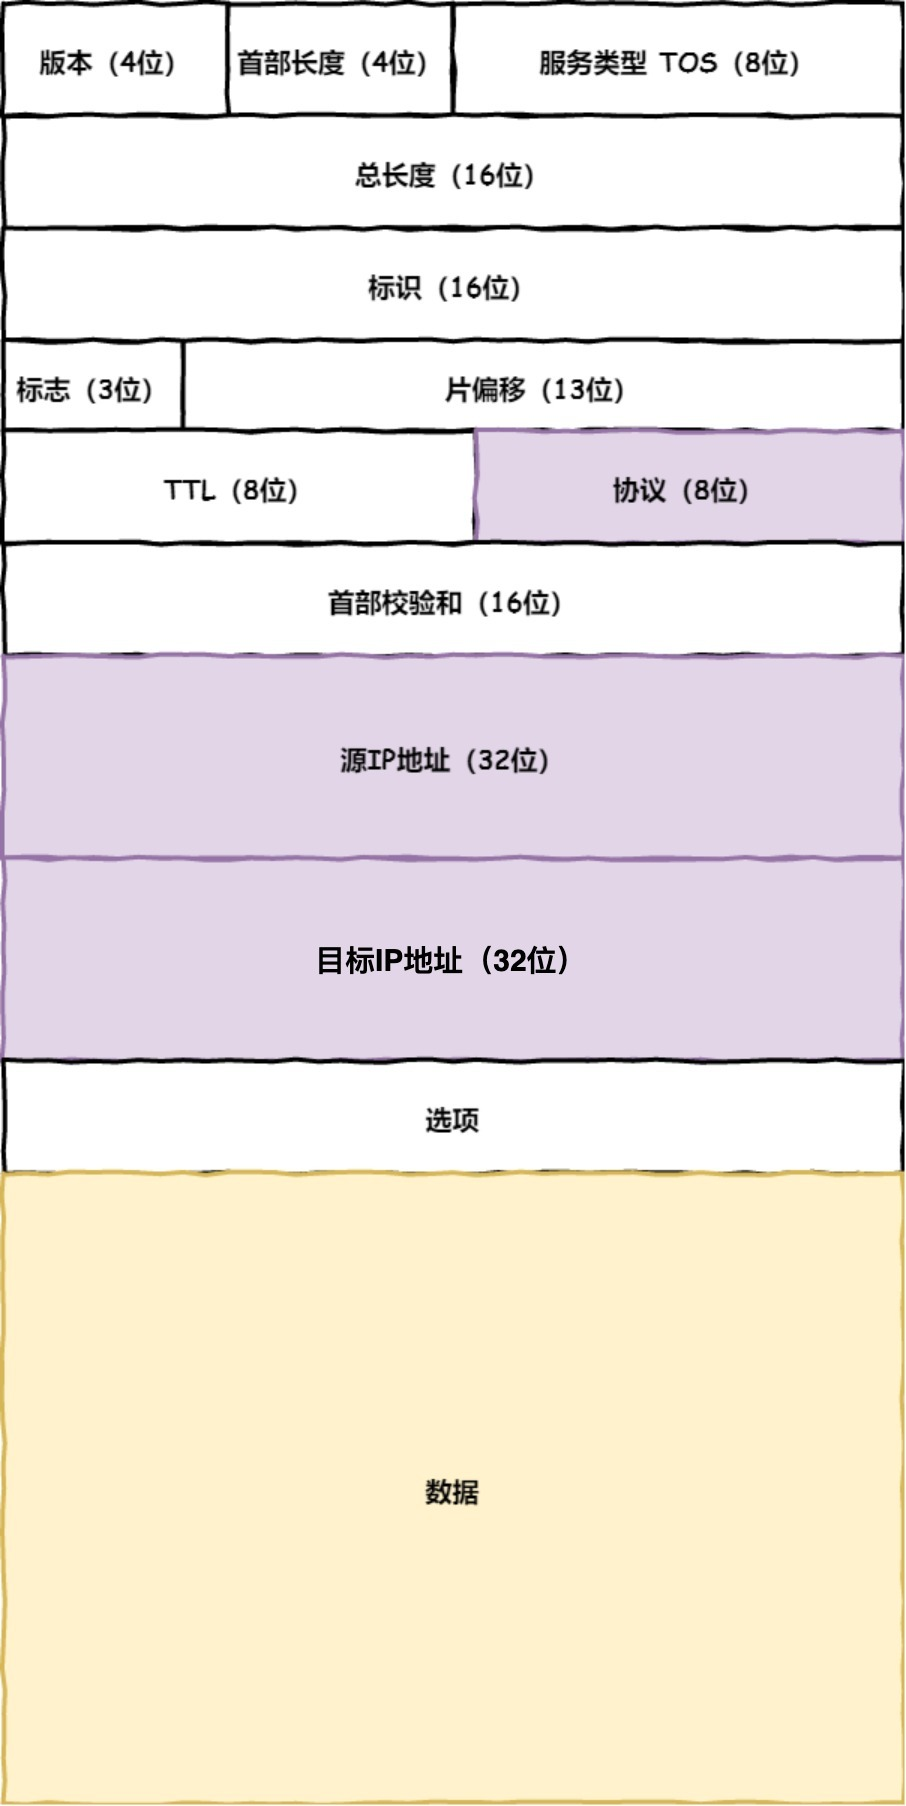 版本（4位）
首部长度（4位）
服务类型 TOS（8位）
总长度（16位）
标识（16位）
标志（3位）
片偏移（13位）
TTL（8位）
协议（8位）
首部校验和（16位）
源IP地址（32位）
目标IP地址（32位）
选项
数据